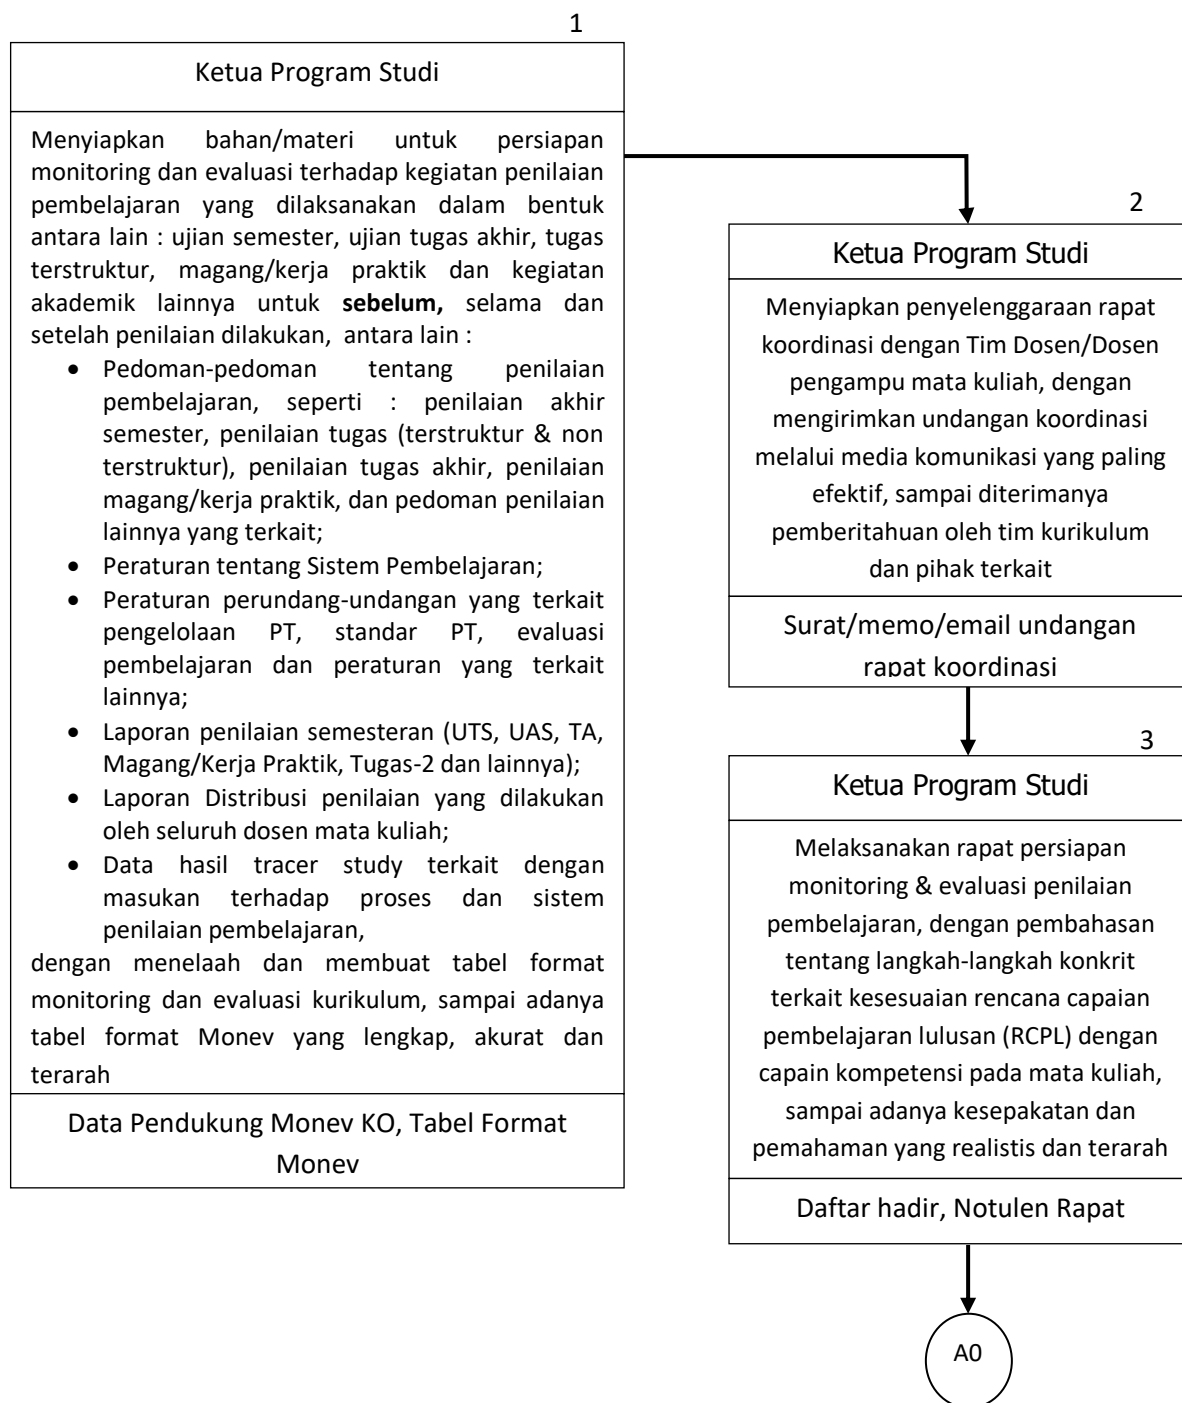 1
Ketua Program Studi
Menyiapkan bahan/materi untuk persiapan
monitoring dan evaluasi terhadap kegiatan penilaian
pembelajaran yang dilaksanakan dalam bentuk
antara lain : ujian semester, ujian tugas akhir, tugas
terstruktur, magang/kerja praktik dan kegiatan
akademik lainnya untuk sebelum, selama dan
setelah penilaian dilakukan, antara lain :
• Pedoman-pedoman tentang penilaian
pembelajaran, seperti : penilaian akhir
semester, penilaian tugas (terstruktur & non
terstruktur), penilaian tugas akhir, penilaian
magang/kerja praktik, dan pedoman penilaian
lainnya yang terkait;
• Peraturan tentang Sistem Pembelajaran;
• Peraturan perundang-undangan yang terkait
pengelolaan PT, standar PT, evaluasi
pembelajaran dan peraturan yang terkait
lainnya;
• Laporan penilaian semesteran (UTS, UAS, TA,
Magang/Kerja Praktik, Tugas-2 dan lainnya);
• Laporan Distribusi penilaian yang dilakukan
oleh seluruh dosen mata kuliah;
• Data hasil tracer study terkait dengan
masukan terhadap proses dan sistem
penilaian pembelajaran,
dengan menelaah dan membuat tabel format
monitoring dan evaluasi kurikulum, sampai adanya
tabel format Monev yang lengkap, akurat dan
terarah
Data Pendukung Monev KO, Tabel Format
Monev
2
Ketua Program Studi
Menyiapkan penyelenggaraan rapat
koordinasi dengan Tim Dosen/Dosen
pengampu mata kuliah, dengan
mengirimkan undangan koordinasi
melalui media komunikasi yang paling
efektif, sampai diterimanya
pemberitahuan oleh tim kurikulum
dan pihak terkait
Surat/memo/email undangan
rapat koordinasi
3
Ketua Program Studi
Melaksanakan rapat persiapan
monitoring & evaluasi penilaian
pembelajaran, dengan pembahasan
tentang langkah-langkah konkrit
terkait kesesuaian rencana capaian
pembelajaran lulusan (RCPL) dengan
capain kompetensi pada mata kuliah,
sampai adanya kesepakatan dan
pemahaman yang realistis dan terarah
Daftar hadir, Notulen Rapat
A0